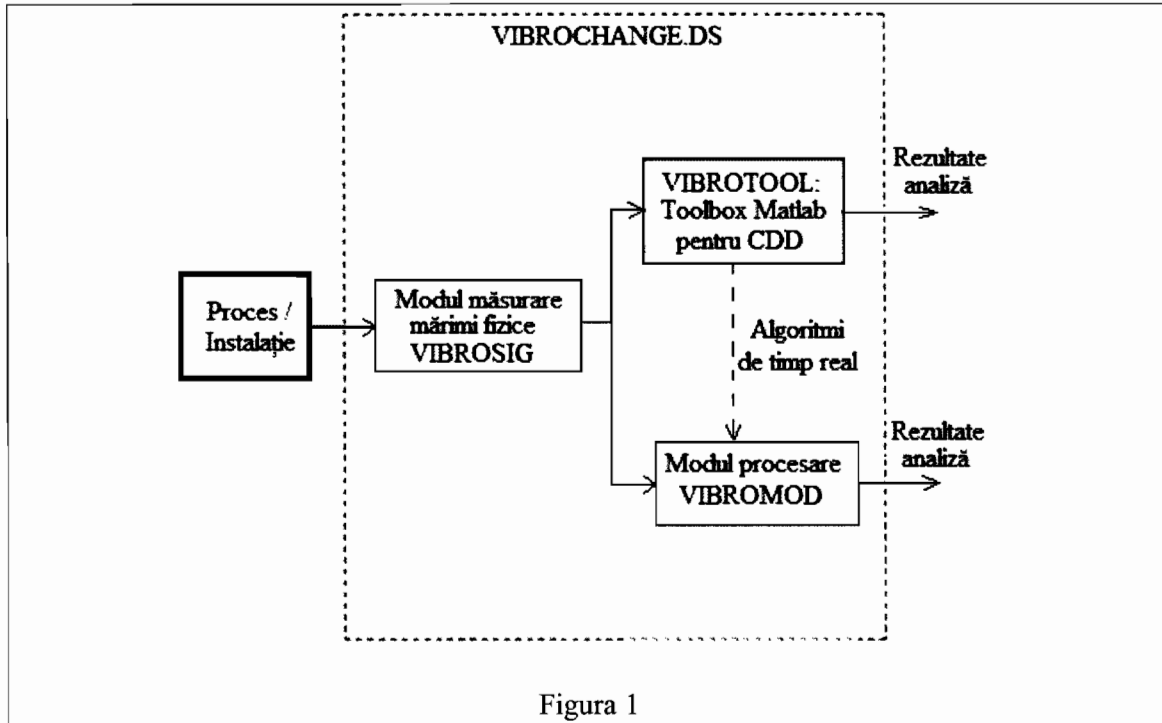 VIBROCHANGE.DS
Proces /
Instalație
Modul măsurare
mărimi fizice
VIBROSIG
VIBROTOOL:
Toolbox Matlab
pentru CDD
Rezultate
analiză
Algoritmi
de timp real
Modul procesare
VIBROMOD
Rezultate
analiză
Figura 1